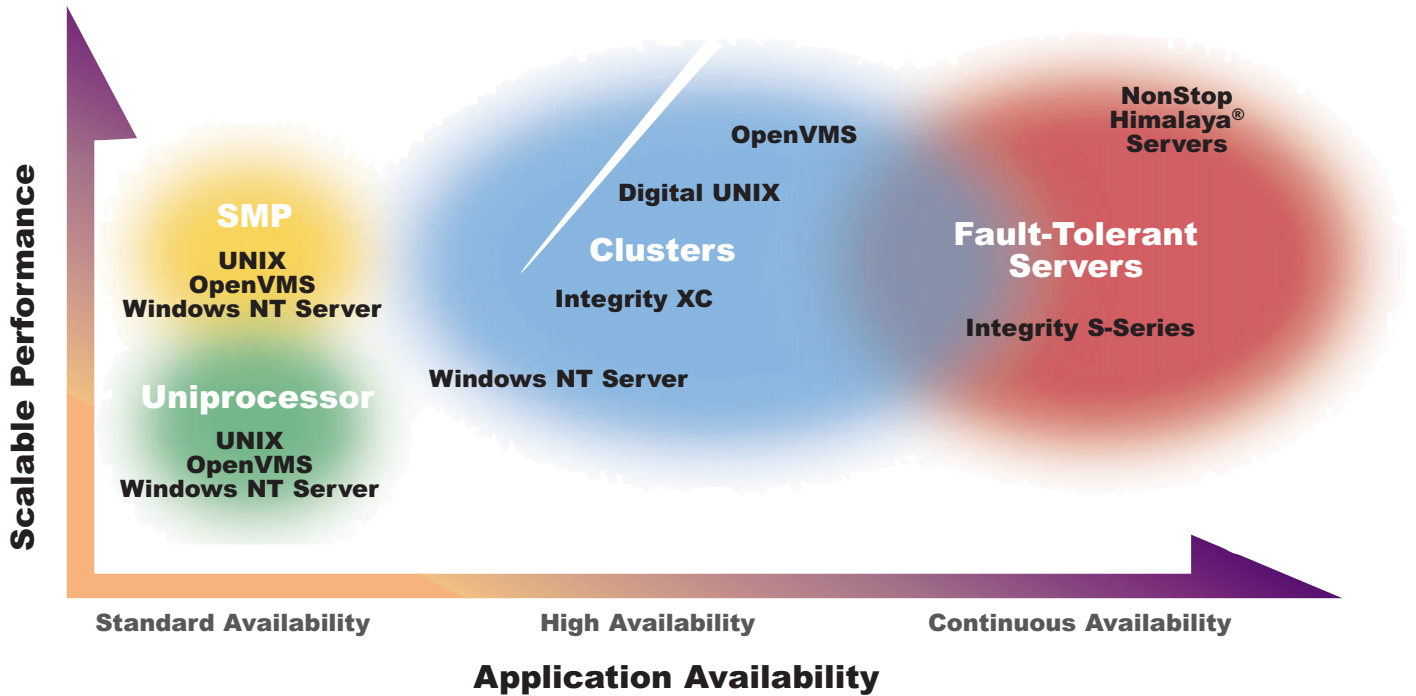 Scalable Performance
SMP
UNIX
OpenVMS
Windows NT Server
Uniprocessor
UNIX
OpenVMS
Windows NT Server
OpenVMS
Digital UNIX
Clusters
Integrity XC
Windows NT Server
NonStop
Himalaya®
Servers
Fault-Tolerant
Servers
Integrity S-Series
Standard Availability
High Availability
Continuous Availability
Application Availability